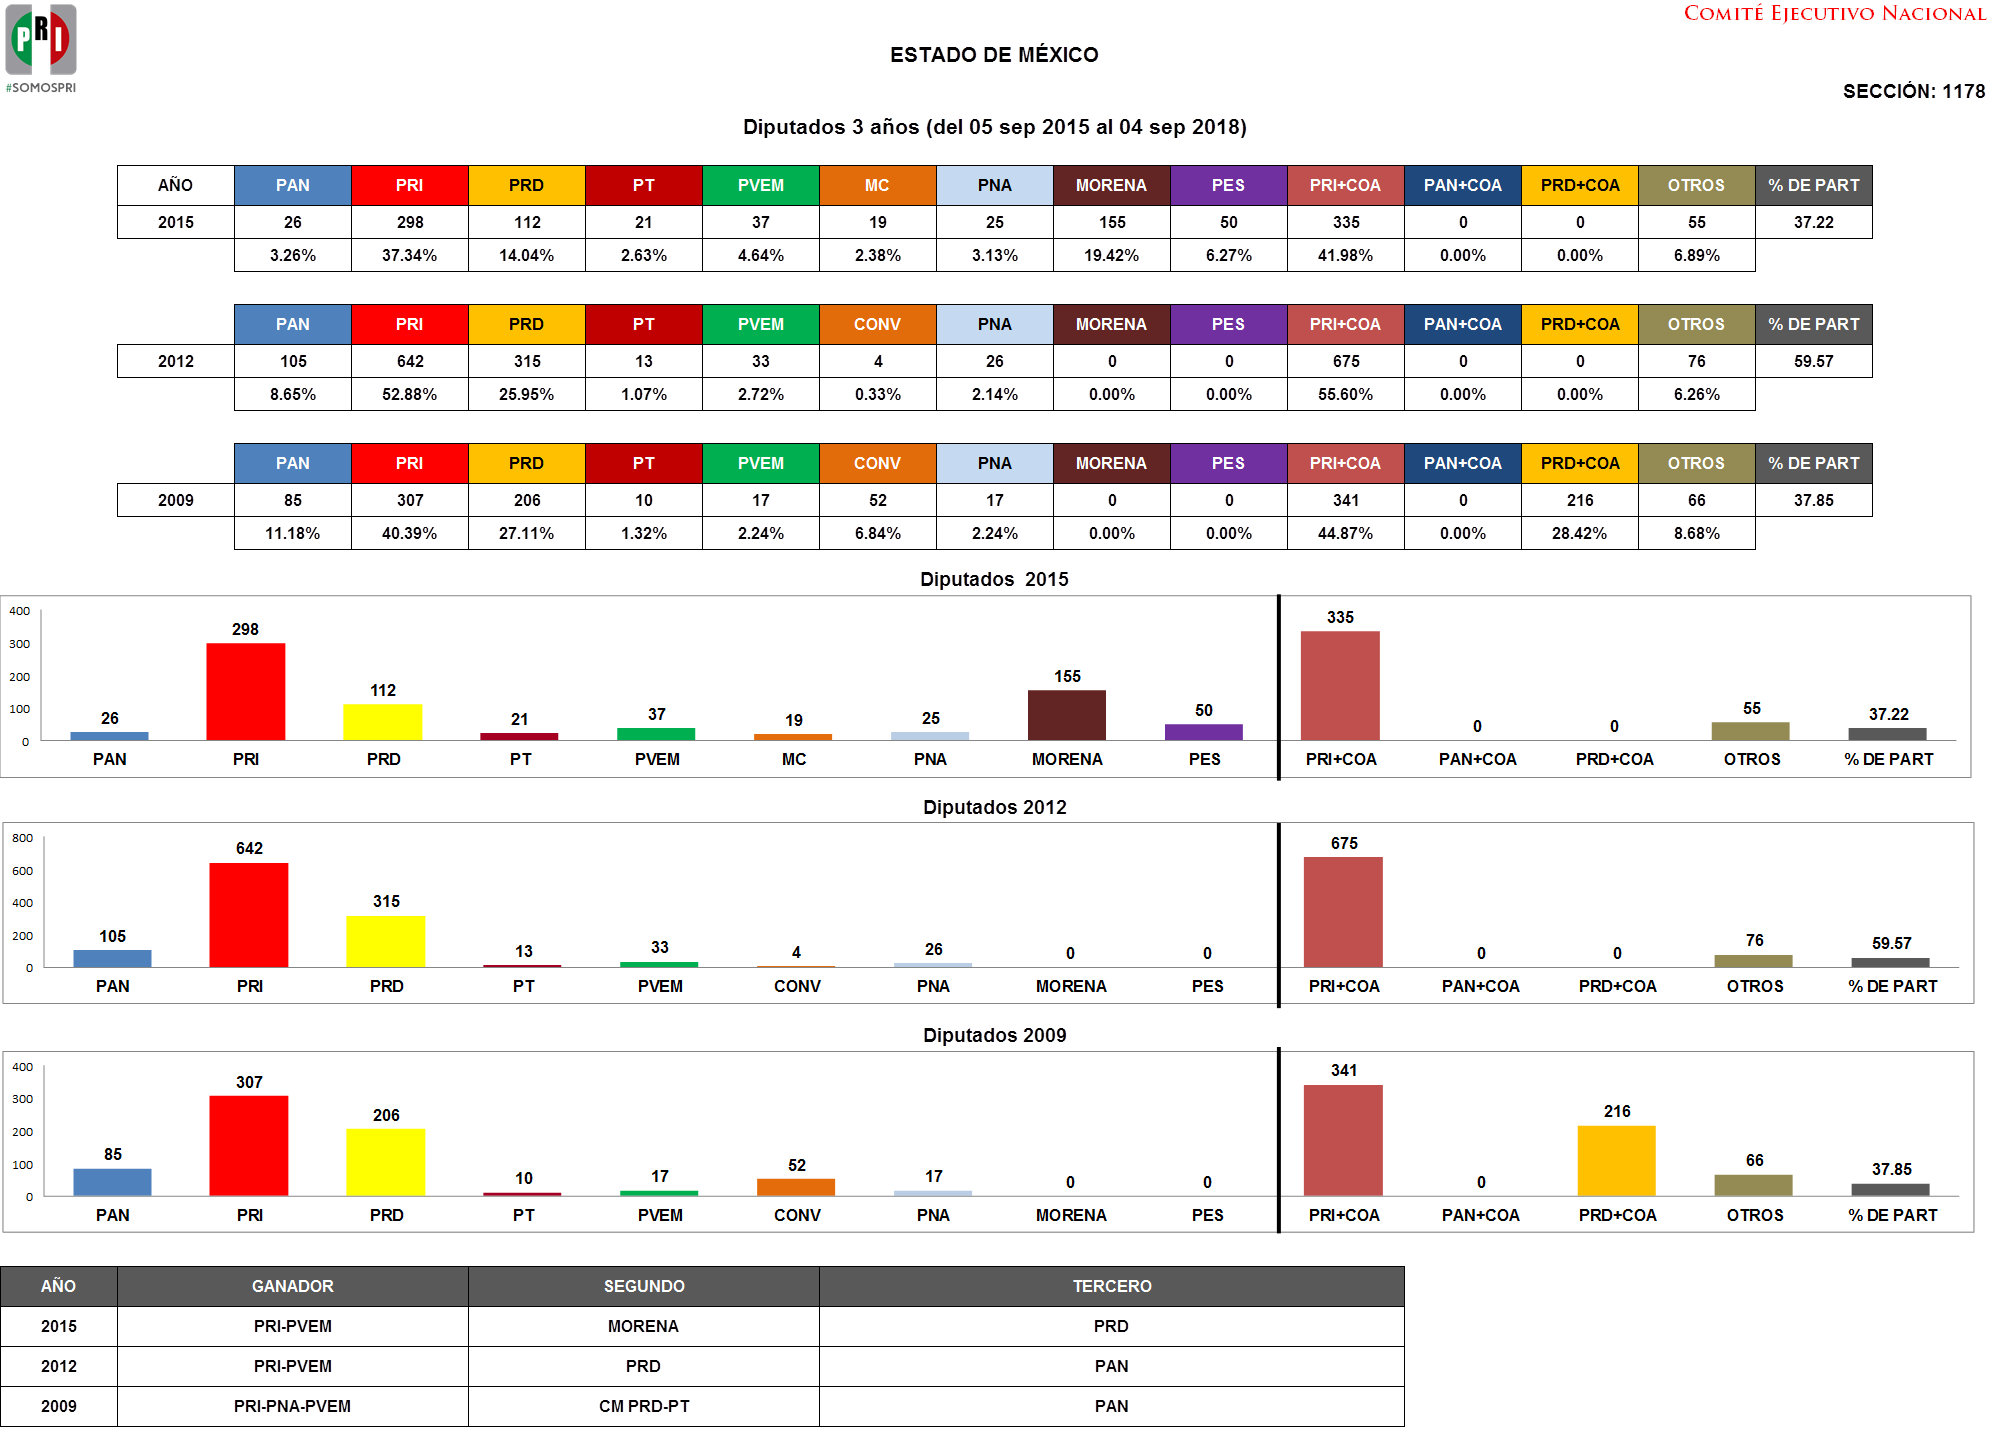 PRI
#SOMOSPRI
COMITÉ EJECUTIVO NACIONAL
ESTADO DE MÉXICO
SECCIÓN: 1178
Diputados 3 años (del 05 sep 2015 al 04 sep 2018)
AÑO PAN PRI PRD PT PVEM MC PNA MORENA PES PRI+COA PAN+COA PRD+COA OTROS % DE PART
2015 26 298 112 21 37 19 25 155 50 335 0 0 55 37.22
3.26% 37.34% 14.04% 2.63% 4.64% 2.38% 3.13% 19.42% 6.27% 41.98% 0.00% 0.00% 6.89%
PAN PRI PRD PT PVEM CONV PNA MORENA PES PRI+COA PAN+COA PRD+COA OTROS % DE PART
2012 105 642 315 13 33 4 26 0 0 675 0 0 76 59.57
8.65% 52.88% 25.95% 1.07% 2.72% 0.33% 2.14% 0.00% 0.00% 55.60% 0.00% 0.00% 6.26%
PAN PRI PRD PT PVEM CONV PNA MORENA PES PRI+COA PAN+COA PRD+COA OTROS % DE PART
2009 85 307 206 10 17 52 17 0 0 341 0 216 66 37.85
11.18% 40.39% 27.11% 1.32% 2.24% 6.84% 2.24% 0.00% 0.00% 44.87% 0.00% 28.42% 8.68%
Diputados 2015
400
300
200
100
0
26 298 112 21 37 19 25 155 50 335 0 0 55 37.22
PAN PRI PRD PT PVEM MC PNA MORENA PES PRI+COA PAN+COA PRD+COA OTROS % DE PART
Diputados 2012
800
600
400
200
0
105 642 315 13 33 4 26 0 0 675 0 0 76 59.57
PAN PRI PRD PT PVEM CONV PNA MORENA PES PRI+COA PAN+COA PRD+COA OTROS % DE PART
Diputados 2009
400
300
200
100
0
85 307 206 10 17 52 17 0 0 341 0 216 66 37.85
PAN PRI PRD PT PVEM CONV PNA MORENA PES PRI+COA PAN+COA PRD+COA OTROS % DE PART
AÑO GANADOR SEGUNDO TERCERO
2015 PRI-PVEM MORENA PRD
2012 PRI-PVEM PRD PAN
2009 PRI-PNA-PVEM CM PRD-PT PAN